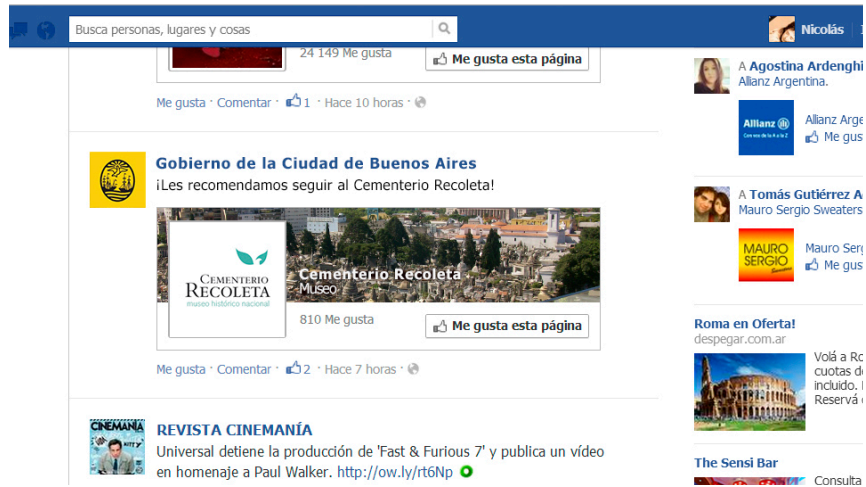 Busca personas, lugares y cosas
Nicolás
24 149 Me gusta
Me gusta esta página
Me gusta · Comentar · 1 · Hace 10 horas ·
Gobierno de la Ciudad de Buenos Aires
¡Les recomendamos seguir al Cementerio Recoleta!
CEMENTERIO
RECOLETA
museo histórico nacional
Cementerio Recoleta
Museo
810 Me gusta
Me gusta esta página
Me gusta · Comentar · 2 · Hace 7 horas ·
CINEMANÍA
REVISTA CINEMANÍA
Universal detiene la producción de 'Fast & Furious 7' y publica un vídeo
en homenaje a Paul Walker. http://ow.ly/rt6Np
A Agostina Ardenghi
Allianz Argentina.
Allianz
Allianz Arge
Me gus
A Tomás Gutiérrez A
Mauro Sergio Sweaters
MAURO
SERGIO
Mauro Serg
Me gus
Roma en Oferta!
despegar.com.ar
Volá a Ro
cuotas de
incluido.
Reservá
The Sensi Bar
Consulta